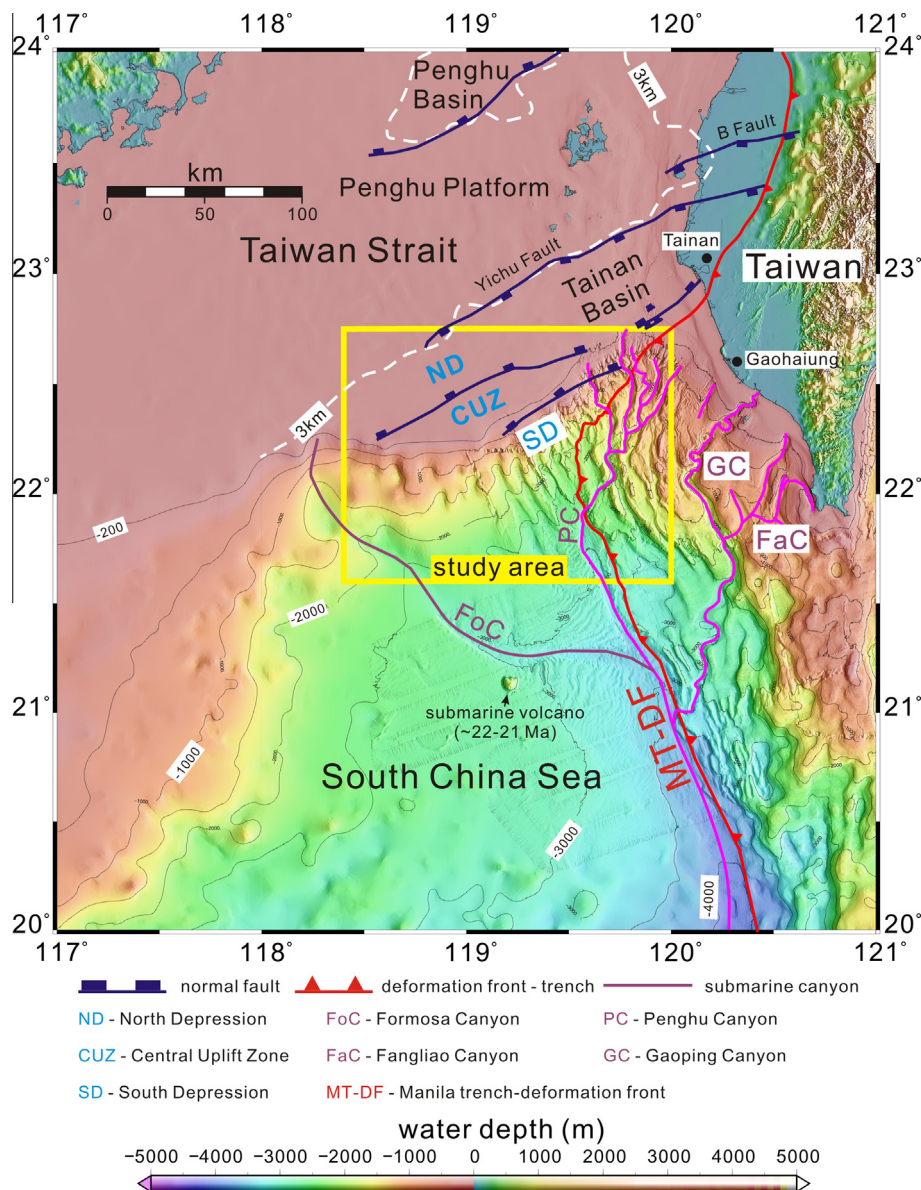 117° 118° 119° 120° 121°
24°
Penghu
Basin
3km
B Fault
km
0 50 100
Penghu Platform
Taiwan Strait
Tainan
23°
Yichu Fault
Tainan
Basin
Taiwan
Gaohaiung
ND
CUZ
SD
3km
GC
22°
-200
PC
FaC
study area
-2000
FoC
21°
submarine volcano
(~22-21 Ma)
MT-DF
-1000
South China Sea
-3000
-4000
20°
24°
23°
22°
21°
20°
117° 118° 119° 120° 121°
normal fault deformation front - trench submarine canyon
ND - North Depression FoC - Formosa Canyon PC - Penghu Canyon
CUZ - Central Uplift Zone FaC - Fangliao Canyon GC - Gaoping Canyon
SD - South Depression MT-DF - Manila trench-deformation front
water depth (m)
−5000 −4000 −3000 −2000 −1000 0 1000 2000 3000 4000 5000